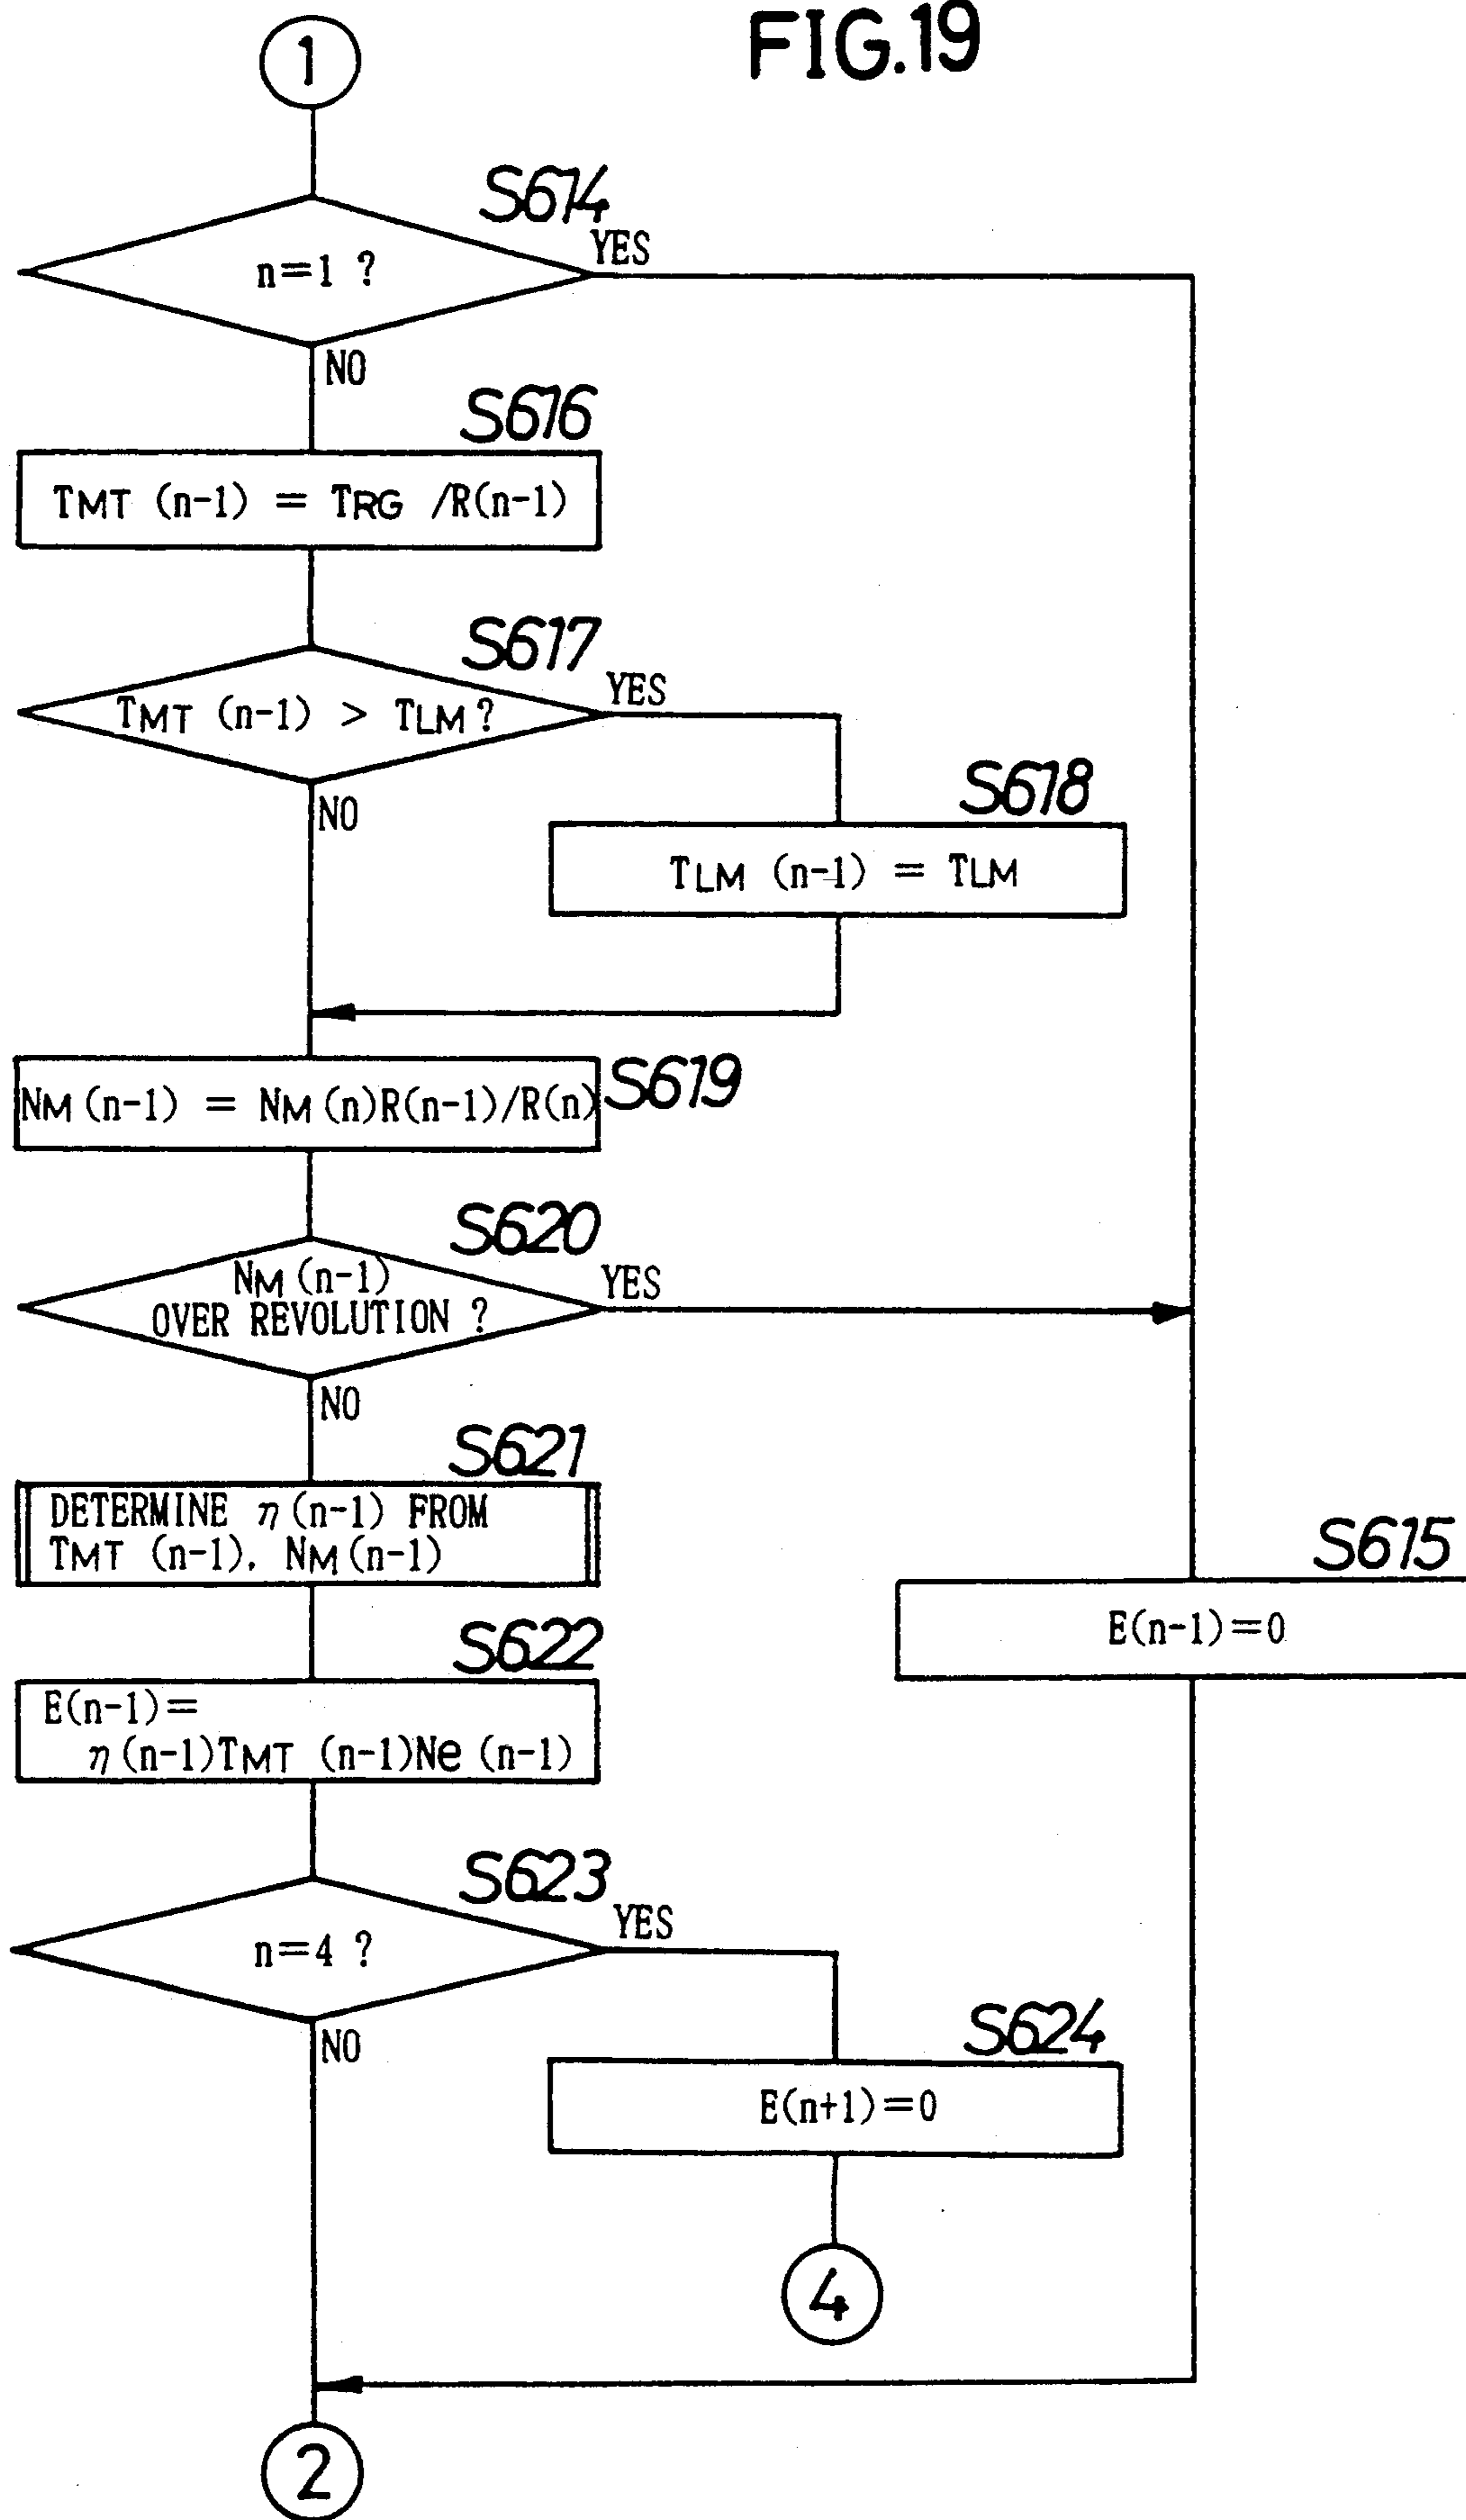 FIG.19
1
S614
n=1 ?
YES
NO
S616
TMT (n-1) = TRG /R(n-1)
S617
TMT (n-1) > TLM ?
YES
NO
S618
TLM (n-1) = TLM
NM (n-1) = NM (n)R(n-1)/R(n)
S619
S620
NM (n-1)
OVER REVOLUTION ?
YES
NO
S621
DETERMINE η (n-1) FROM
TMT (n-1), NM (n-1)
S615
E(n-1)=0
S622
E(n-1)=
η (n-1)TMT (n-1)Ne (n-1)
S623
n=4 ?
YES
NO
S624
E(n+1)=0
4
2